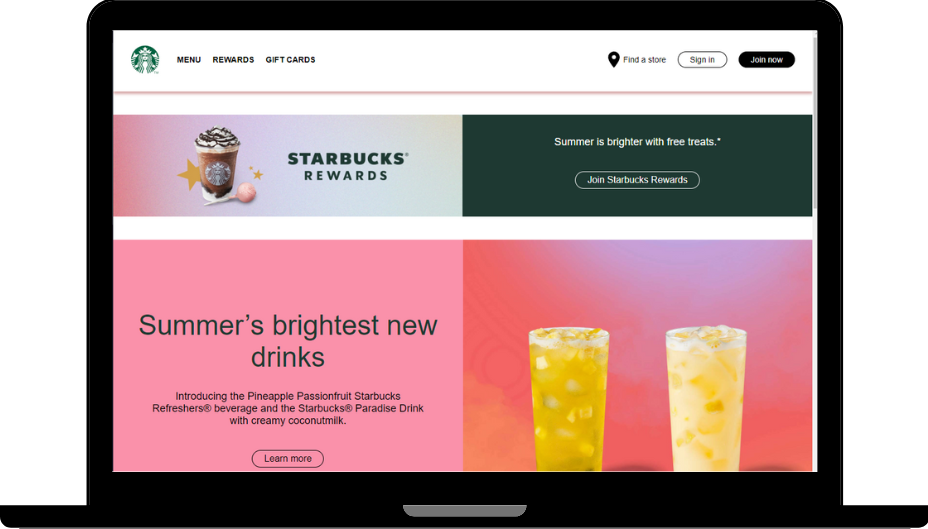 MENU REWARDS GIFT CARDS Find a store Sign in Join now
STARBUCKS®
REWARDS
Summer is brighter with free treats.*
Join Starbucks Rewards
Summer’s brightest new
drinks
Introducing the Pineapple Passionfruit Starbucks
Refreshers® beverage and the Starbucks® Paradise Drink
with creamy coconutmilk.
Learn more